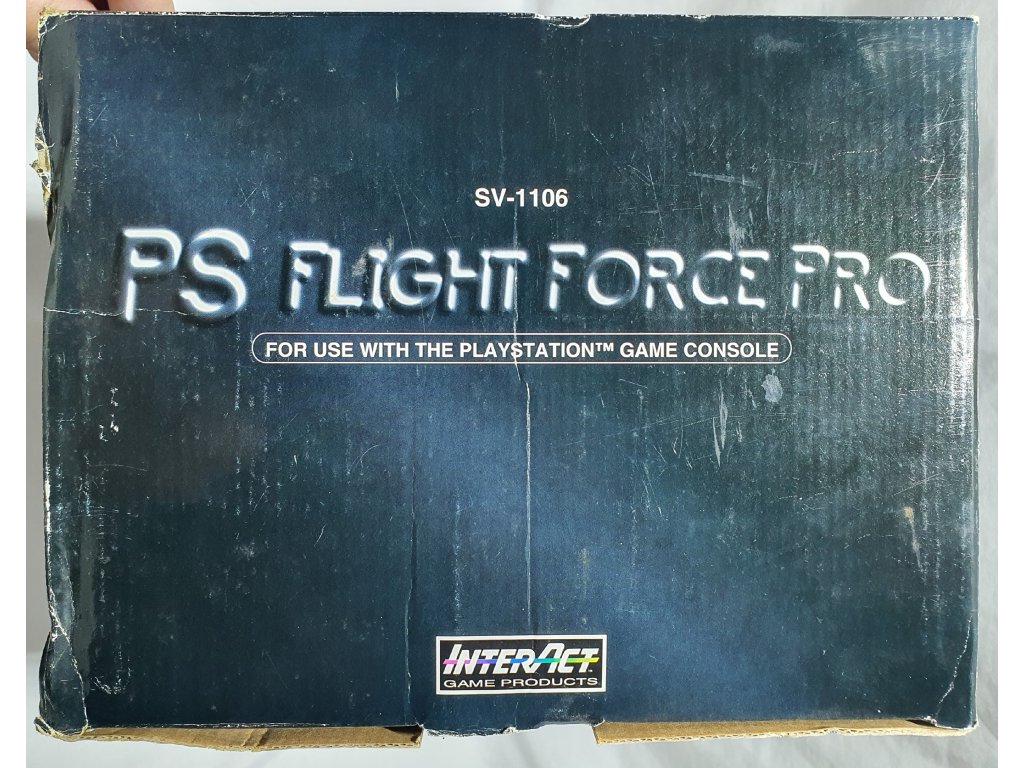 SV-1106
PS FLIGHT FORCE PRO
FOR USE WITH THE PLAYSTATION™ GAME CONSOLE
INTERACT
GAME PRODUCTS